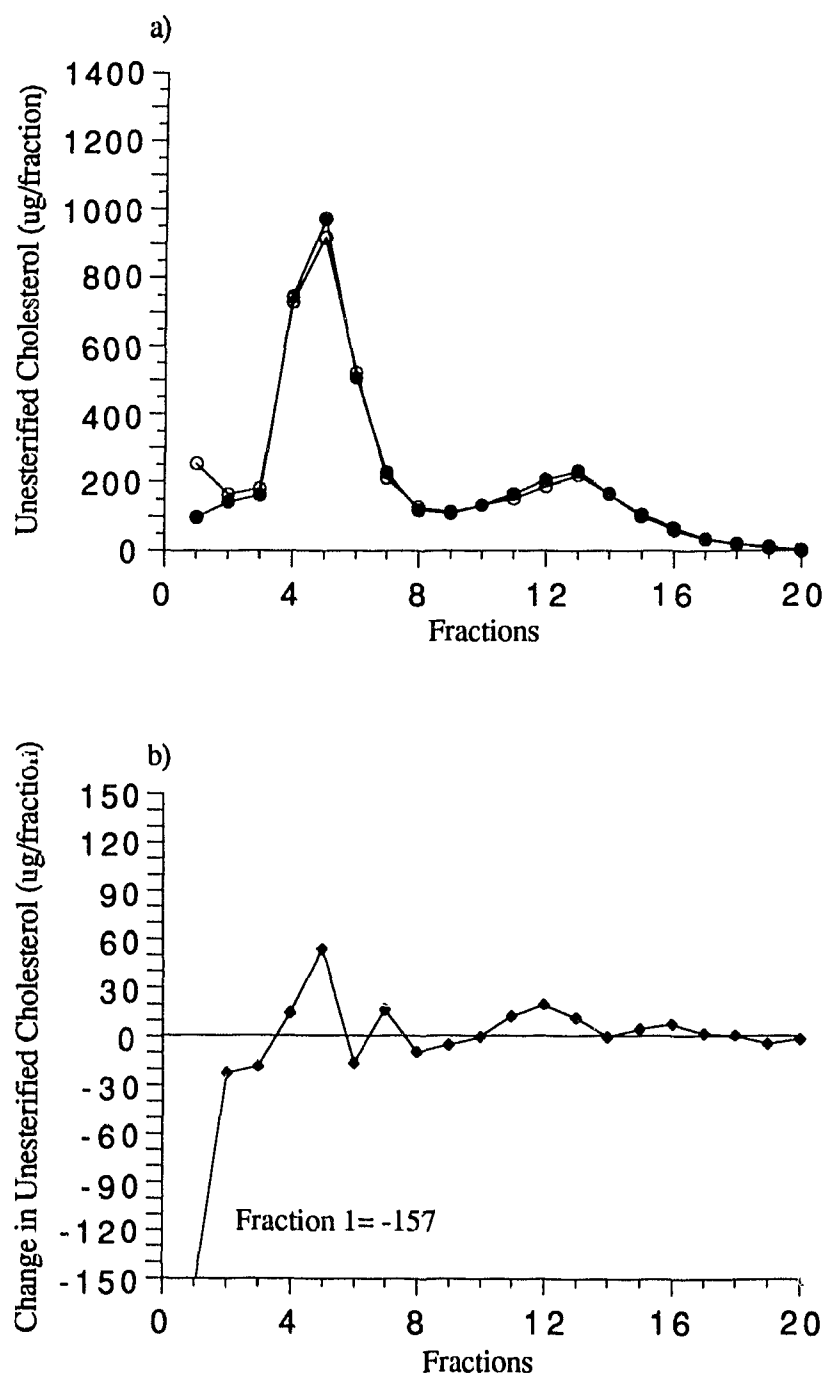 a)
Unesterified Cholesterol (ug/fraction)
1400
1200
1000
800
600
400
200
0
0 4 8 12 16 20
Fractions
b)
Change in Unesterified Cholesterol (ug/fraction)
150
120
90
60
30
0
-30
-60
-90
-120
-150
Fraction 1= -157
0 4 8 12 16 20
Fractions